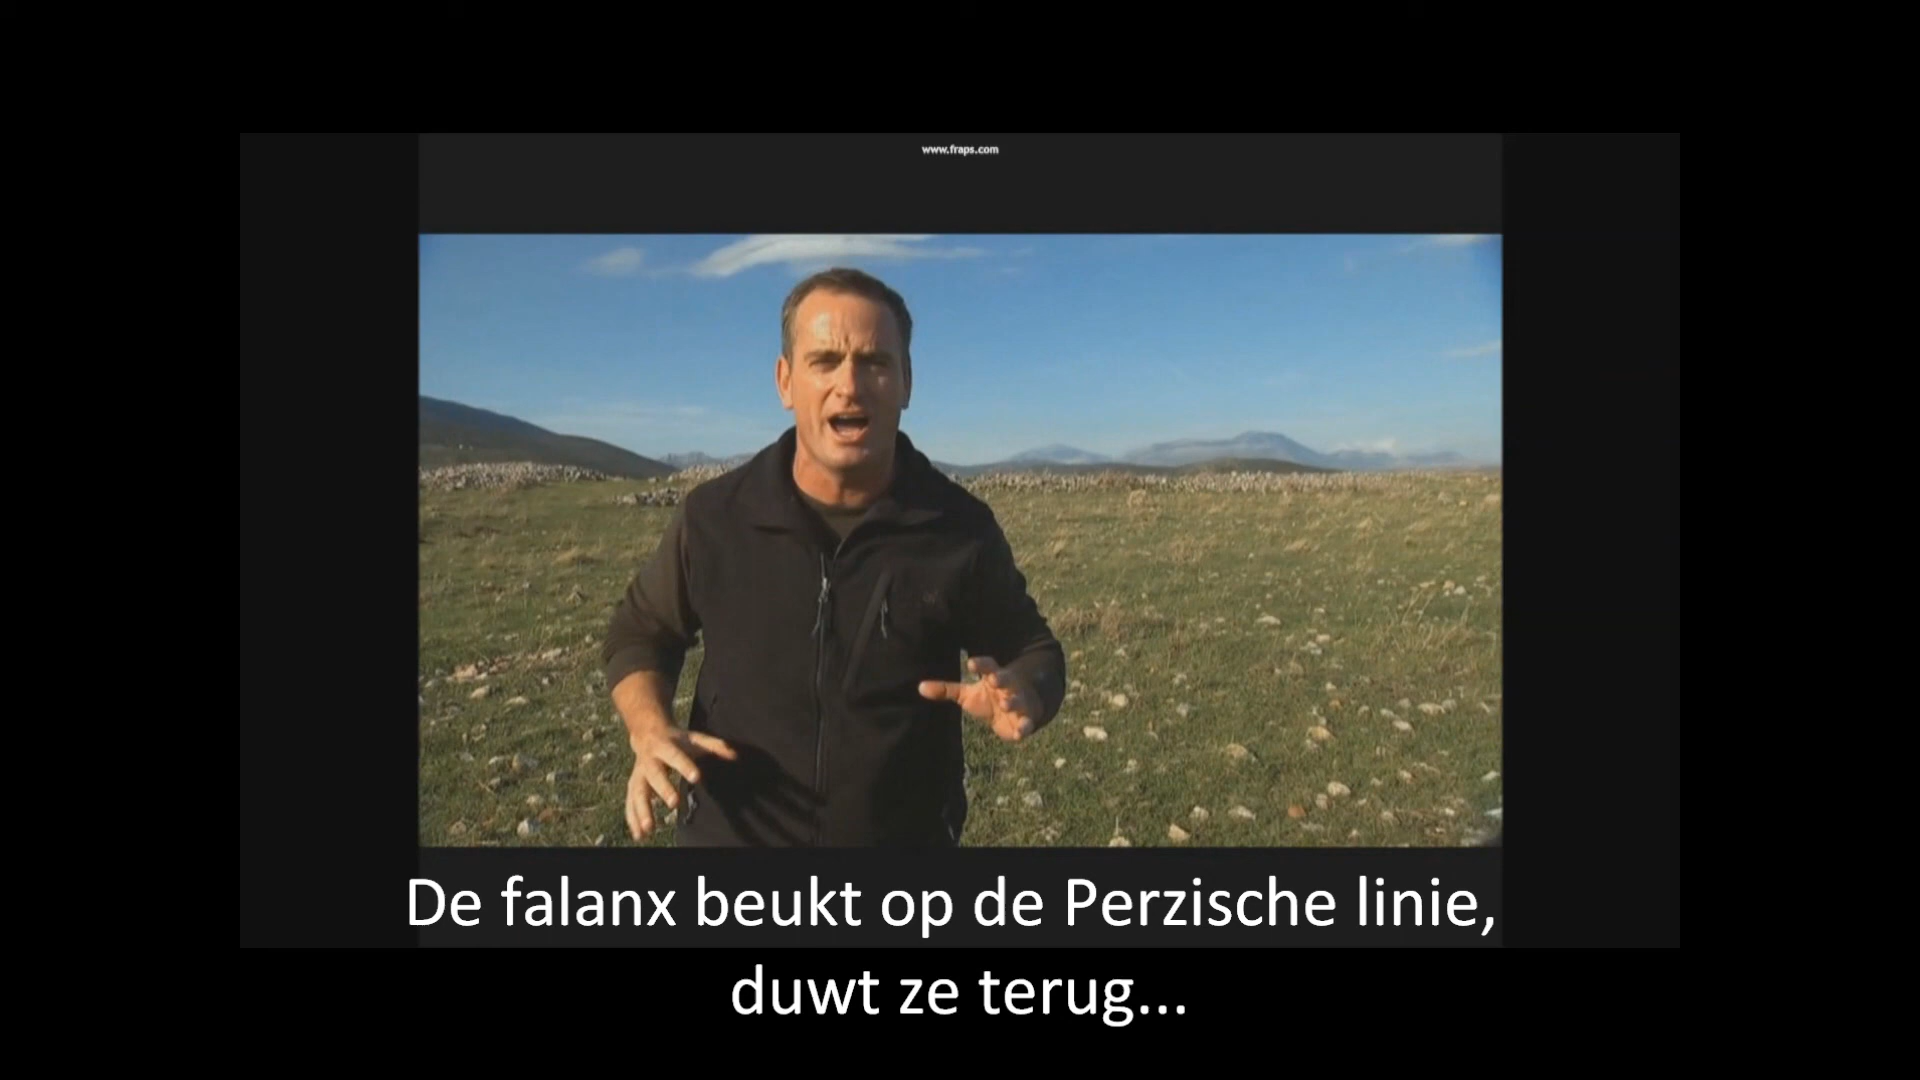 www.fraps.com
De falanx beukt op de Perzische linie,
duwt ze terug...